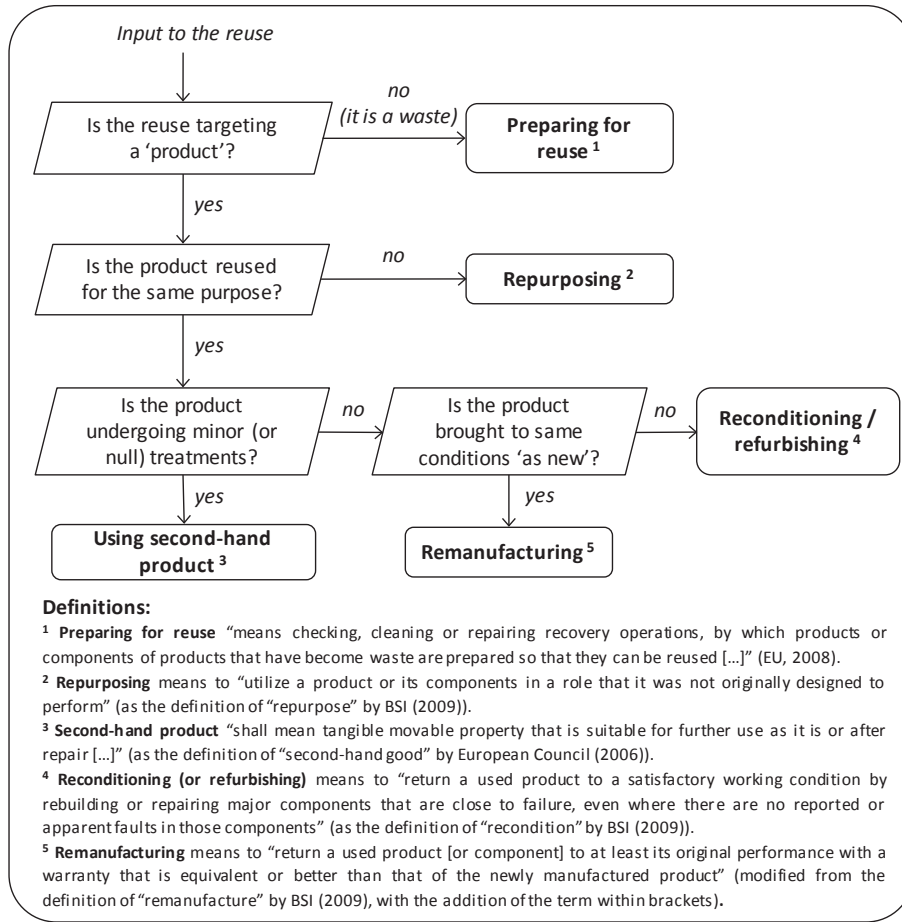 Input to the reuse
Is the reuse targeting
a ‘product’?
no
(it is a waste)
Preparing for
reuse ¹
yes
Is the product reused
for the same purpose?
no
Repurposing ²
yes
Is the product
undergoing minor (or
null) treatments?
no
Is the product
brought to same
conditions ‘as new’?
no
Reconditioning /
refurbishing ⁴
yes
yes
Using second-hand
product ³
Remanufacturing ⁵
Definitions:
¹ Preparing for reuse “means checking, cleaning or repairing recovery operations, by which products or
components of products that have become waste are prepared so that they can be reused […]” (EU, 2008).
² Repurposing means to “utilize a product or its components in a role that it was not originally designed to
perform” (as the definition of “repurpose” by BSI (2009)).
³ Second-hand product “shall mean tangible movable property that is suitable for further use as it is or after
repair […]” (as the definition of “second-hand good” by European Council (2006)).
⁴ Reconditioning (or refurbishing) means to “return a used product to a satisfactory working condition by
rebuilding or repairing major components that are close to failure, even where there are no reported or
apparent faults in those components” (as the definition of “recondition” by BSI (2009)).
⁵ Remanufacturing means to “return a used product [or component] to at least its original performance with a
warranty that is equivalent or better than that of the newly manufactured product” (modified from the
definition of “remanufacture” by BSI (2009), with the addition of the term within brackets).